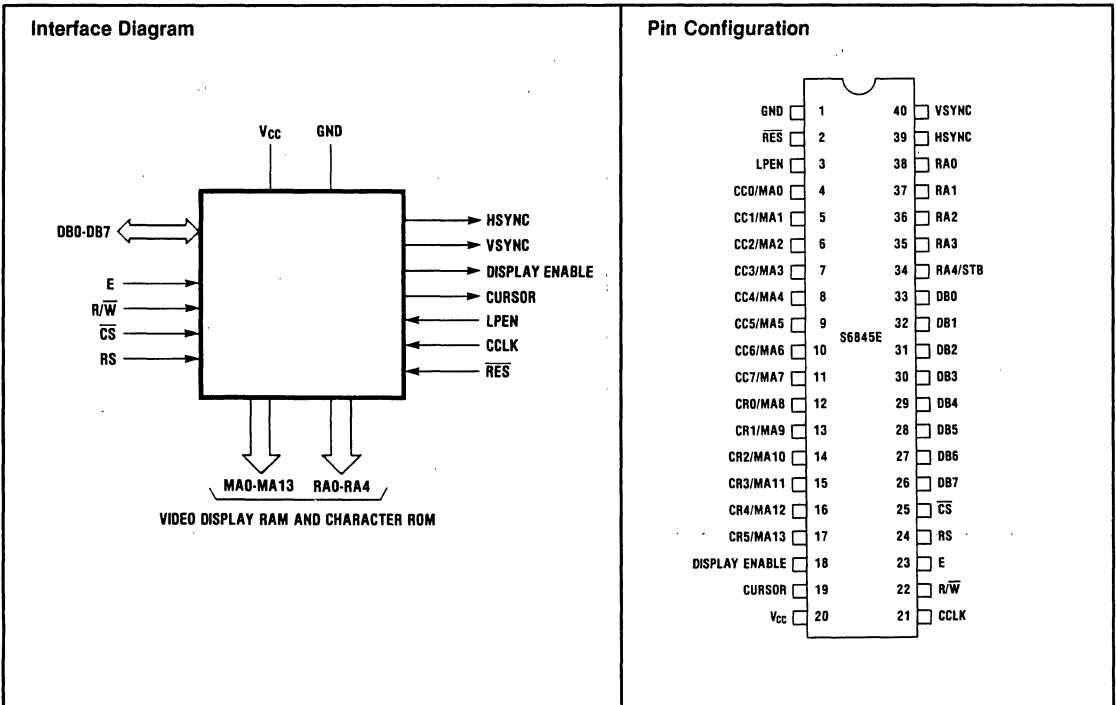 Interface Diagram
VCC GND
DB0-DB7
E
R/W̅
C̅S̅
RS
HSYNC
VSYNC
DISPLAY ENABLE
CURSOR
LPEN
CCLK
R̅E̅S̅
MA0-MA13 RA0-RA4
VIDEO DISPLAY RAM AND CHARACTER ROM
Pin Configuration
GND 1 40 VSYNC
R̅E̅S̅ 2 39 HSYNC
LPEN 3 38 RA0
CC0/MA0 4 37 RA1
CC1/MA1 5 36 RA2
CC2/MA2 6 35 RA3
CC3/MA3 7 34 RA4/STB
CC4/MA4 8 33 DB0
CC5/MA5 9 32 DB1
S6845E
CC6/MA6 10 31 DB2
CC7/MA7 11 30 DB3
CR0/MA8 12 29 DB4
CR1/MA9 13 28 DB5
CR2/MA10 14 27 DB6
CR3/MA11 15 26 DB7
CR4/MA12 16 25 C̅S̅
CR5/MA13 17 24 RS
DISPLAY ENABLE 18 23 E
CURSOR 19 22 R/W̅
VCC 20 21 CCLK